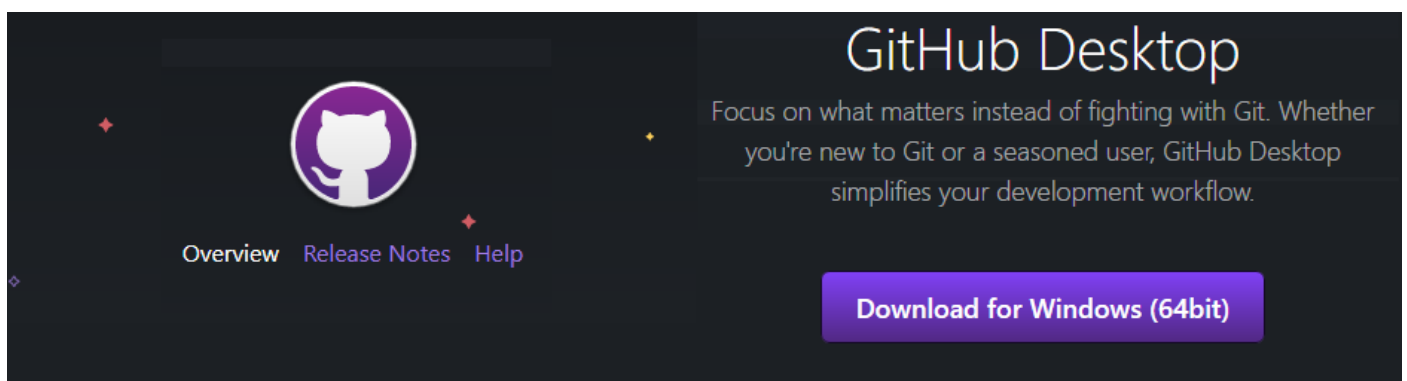 Overview Release Notes Help
GitHub Desktop
Focus on what matters instead of fighting with Git. Whether
you're new to Git or a seasoned user, GitHub Desktop
simplifies your development workflow.
Download for Windows (64bit)